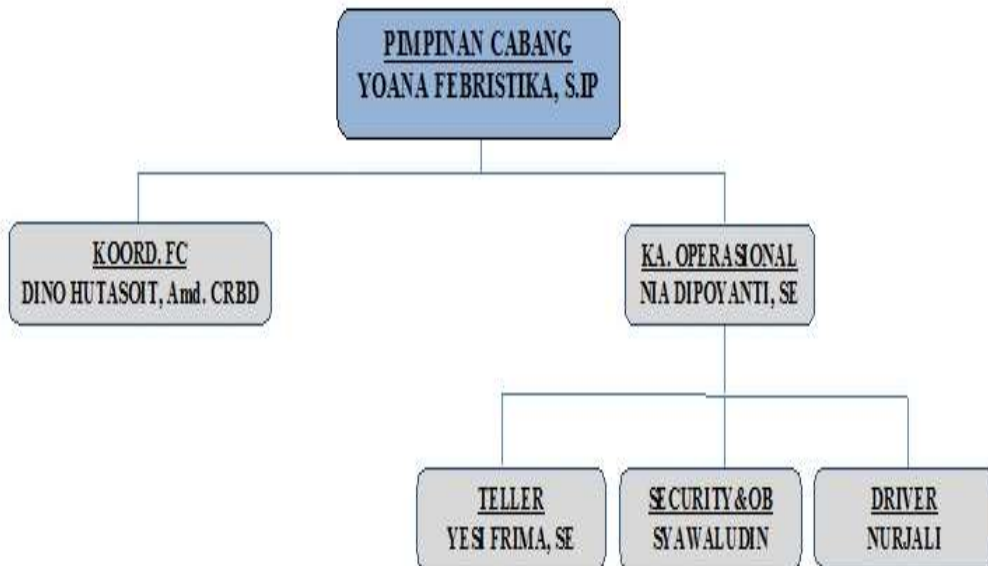 PIMPINAN CABANG
YOANA FEBRISTIKA, S.IP
KOORD. FC
DINO HUTASOIT, Amd. CRBD
KA. OPERASIONAL
NIA DIPOYANTI, SE
TELLER
YESI FRIMA, SE
SECURITY&OB
SYAWALUDIN
DRIVER
NURJALI